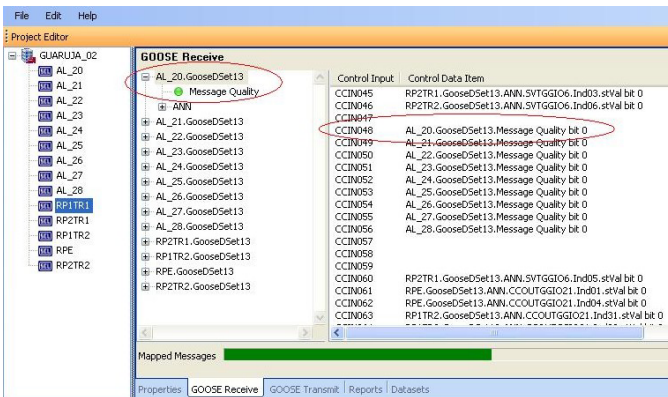 File Edit Help
Project Editor
GUARUJA_02
AL_20
AL_21
AL_22
AL_23
AL_24
AL_25
AL_26
AL_27
AL_28
RP1TR1
RP2TR1
RP1TR2
RPE
RP2TR2
GOOSE Receive
AL_20.GooseDSet13
Message Quality
ANN
AL_21.GooseDSet13
AL_22.GooseDSet13
AL_23.GooseDSet13
AL_24.GooseDSet13
AL_25.GooseDSet13
AL_26.GooseDSet13
AL_27.GooseDSet13
AL_28.GooseDSet13
RP2TR1.GooseDSet13
RP1TR2.GooseDSet13
RPE.GooseDSet13
RP2TR2.GooseDSet13
Control Input Control Data Item
CCIN045 RP2TR1.GooseDSet13.ANN.SVTGGIO6.Ind03.stVal bit 0
CCIN046 RP2TR1.GooseDSet13.ANN.SVTGGIO6.Ind06.stVal bit 0
CCIN047
CCIN048 AL_20.GooseDSet13.Message Quality bit 0
CCIN049 AL_21.GooseDSet13.Message Quality bit 0
CCIN050 AL_22.GooseDSet13.Message Quality bit 0
CCIN051 AL_23.GooseDSet13.Message Quality bit 0
CCIN052 AL_24.GooseDSet13.Message Quality bit 0
CCIN053 AL_25.GooseDSet13.Message Quality bit 0
CCIN054 AL_26.GooseDSet13.Message Quality bit 0
CCIN055 AL_27.GooseDSet13.Message Quality bit 0
CCIN056 AL_28.GooseDSet13.Message Quality bit 0
CCIN057
CCIN058
CCIN059
CCIN060 RP2TR1.GooseDSet13.ANN.SVTGGIO6.Ind05.stVal bit 0
CCIN061 RPE.GooseDSet13.ANN.CCOUTGGIO21.Ind01.stVal bit 0
CCIN062 RPE.GooseDSet13.ANN.CCOUTGGIO21.Ind04.stVal bit 0
CCIN063 RP1TR2.GooseDSet13.ANN.CCOUTGGIO21.Ind31.stVal bit 0
Mapped Messages
Properties GOOSE Receive GOOSE Transmit Reports Datasets